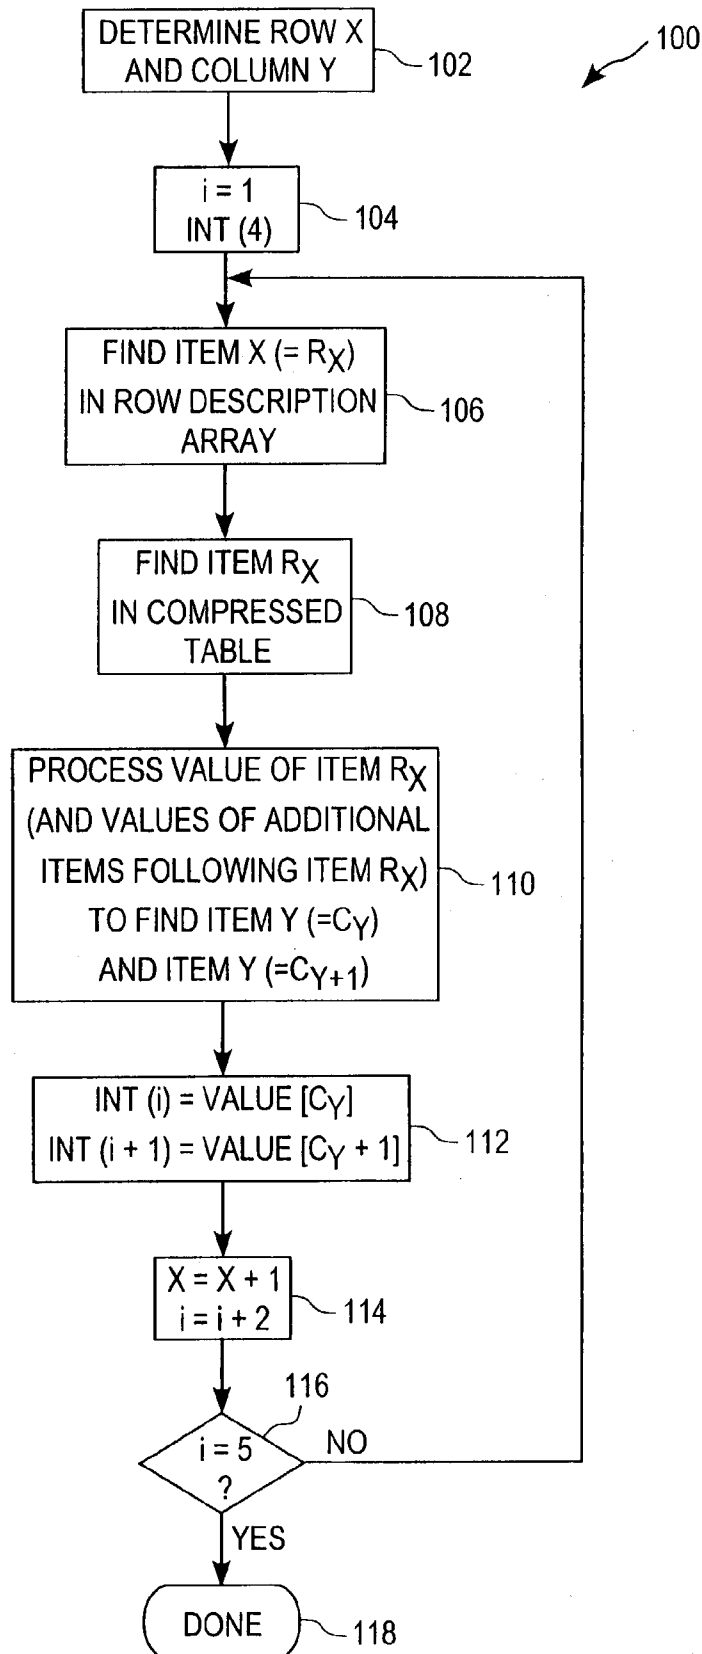 DETERMINE ROW X
AND COLUMN Y
102
100
i = 1
INT (4)
104
FIND ITEM X (= RX)
IN ROW DESCRIPTION
ARRAY
106
FIND ITEM RX
IN COMPRESSED
TABLE
108
PROCESS VALUE OF ITEM RX
(AND VALUES OF ADDITIONAL
ITEMS FOLLOWING ITEM RX)
TO FIND ITEM Y (=CY)
AND ITEM Y (=CY+1)
110
INT (i) = VALUE [CY]
INT (i + 1) = VALUE [CY + 1]
112
X = X + 1
i = i + 2
114
116
i = 5
?
NO
YES
DONE
118